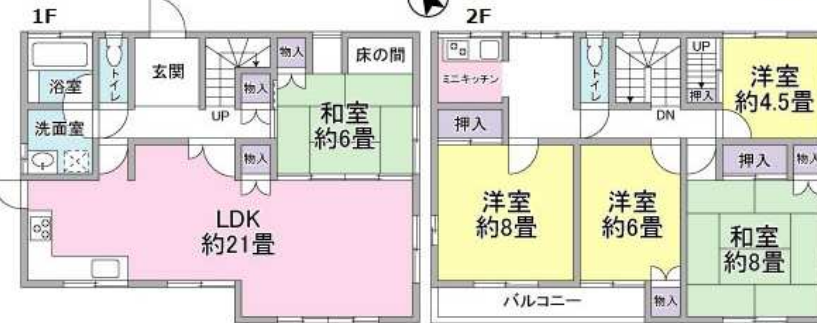 1F
浴室
トイレ
玄関
物入
床の間
物入
洗面室
UP
和室
約6畳
物入
LDK
約21畳
2F
ミニキッチン
トイレ
UP
押入
洋室
約4.5畳
押入
DN
押入
物入
洋室
約8畳
洋室
約6畳
和室
約8畳
バルコニー
物入